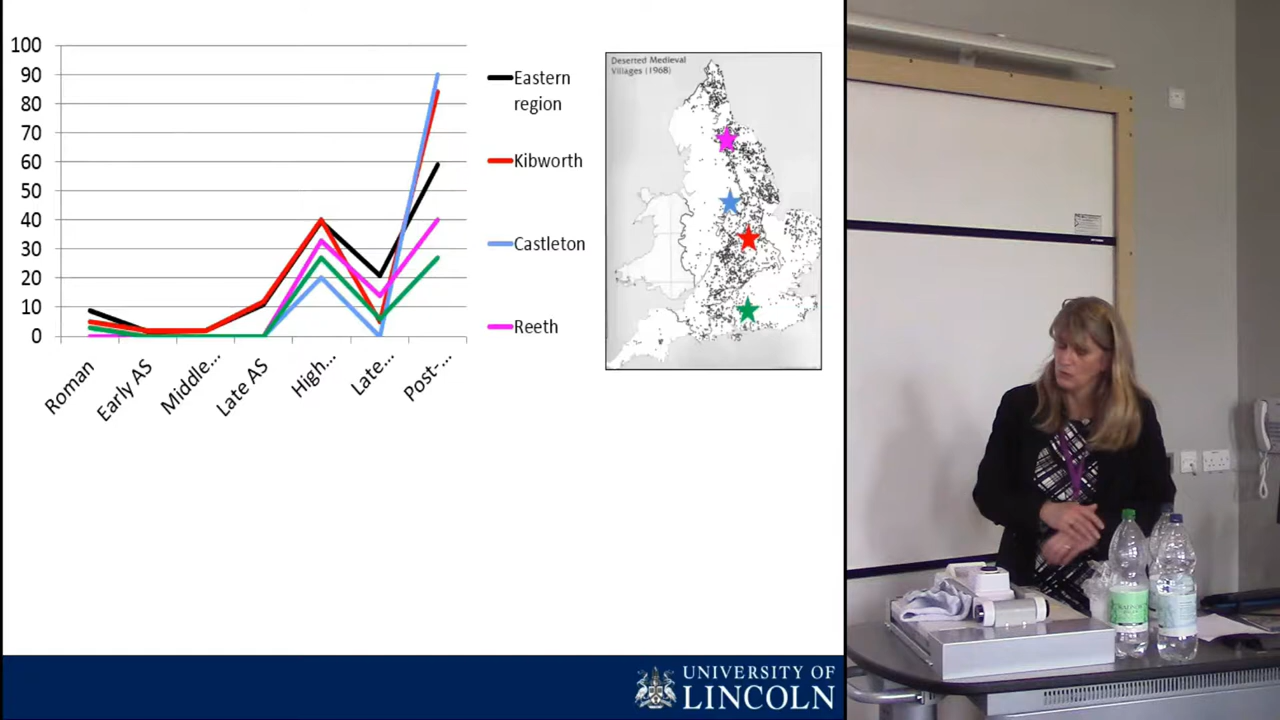 100
90
80
70
60
50
40
30
20
10
0
Roman
Early AS
Middle...
Late AS
High...
Late...
Post-...
Eastern
region
Kibworth
Castleton
Reeth
Deserted Medieval
Villages (1968)
UNIVERSITY OF
LINCOLN